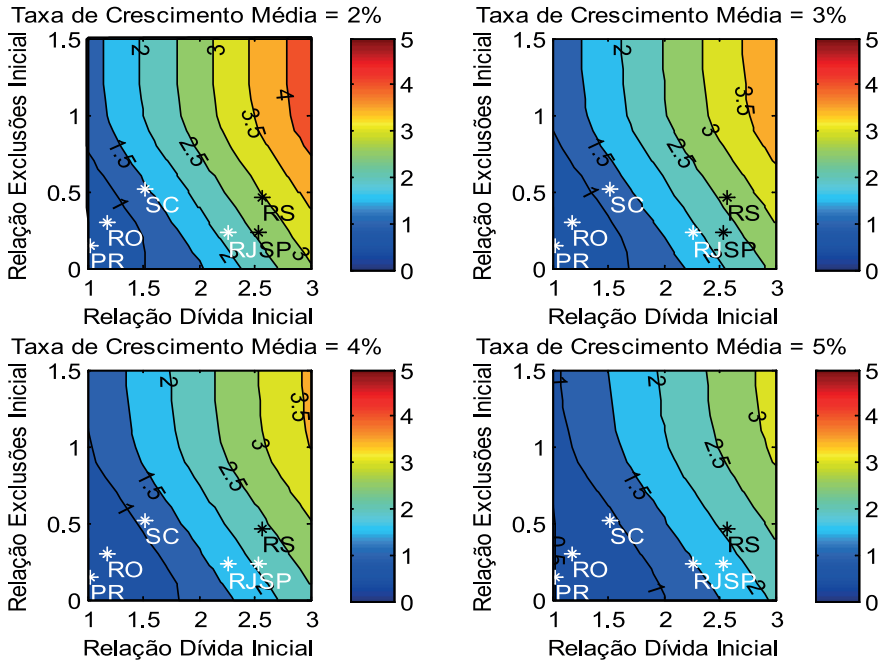 Taxa de Crescimento Média = 2%
Relação Exclusões Inicial
1.5
1
0.5
0
2
3
4
3.5
2.5
1.5
1
2
3
SC
RS
RO
RJSP
PR
1 1.5 2 2.5 3
Relação Dívida Inicial
5
4
3
2
1
0
Taxa de Crescimento Média = 3%
Relação Exclusões Inicial
1.5
1
0.5
0
2
3.5
3
2.5
1.5
1
SC
RS
RO
RJSP
PR
1 1.5 2 2.5 3
Relação Dívida Inicial
5
4
3
2
1
0
Taxa de Crescimento Média = 4%
Relação Exclusões Inicial
1.5
1
0.5
0
2
3.5
3
2.5
1.5
1
SC
RS
RO
RJSP
PR
1 1.5 2 2.5 3
Relação Dívida Inicial
5
4
3
2
1
0
Taxa de Crescimento Média = 5%
Relação Exclusões Inicial
1.5
1
0.5
0
1
2
3
2.5
1.5
0.5
SC
RS
RO
RJSP
PR
1
2
1 1.5 2 2.5 3
Relação Dívida Inicial
5
4
3
2
1
0